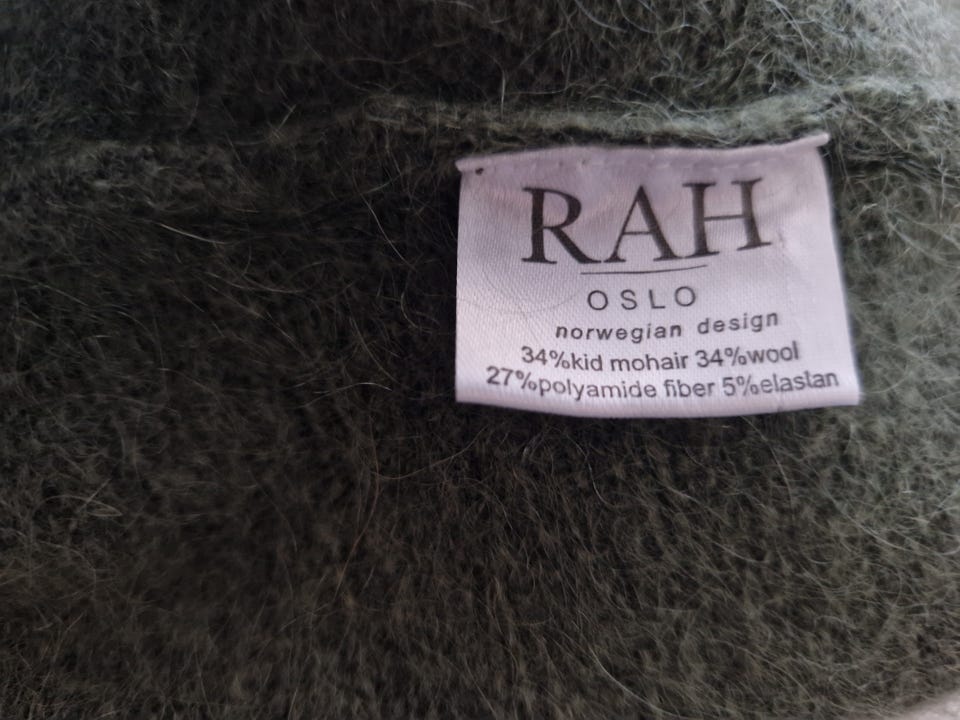 RAH
OSLO
norwegian design
34%kid mohair 34%wool
27%polyamide fiber 5%elastan